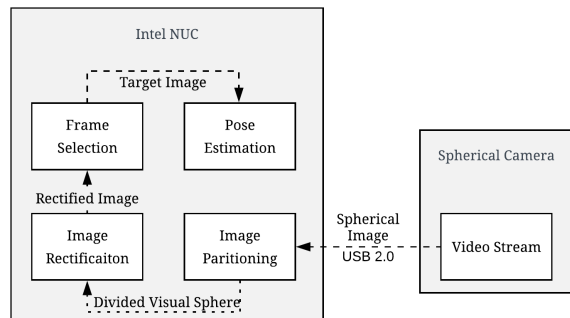 Intel NUC
Target Image
Frame
Selection
Pose
Estimation
Spherical Camera
Rectified Image
Spherical
Image
USB 2.0
Image
Rectificaiton
Image
Paritioning
Video Stream
Divided Visual Sphere